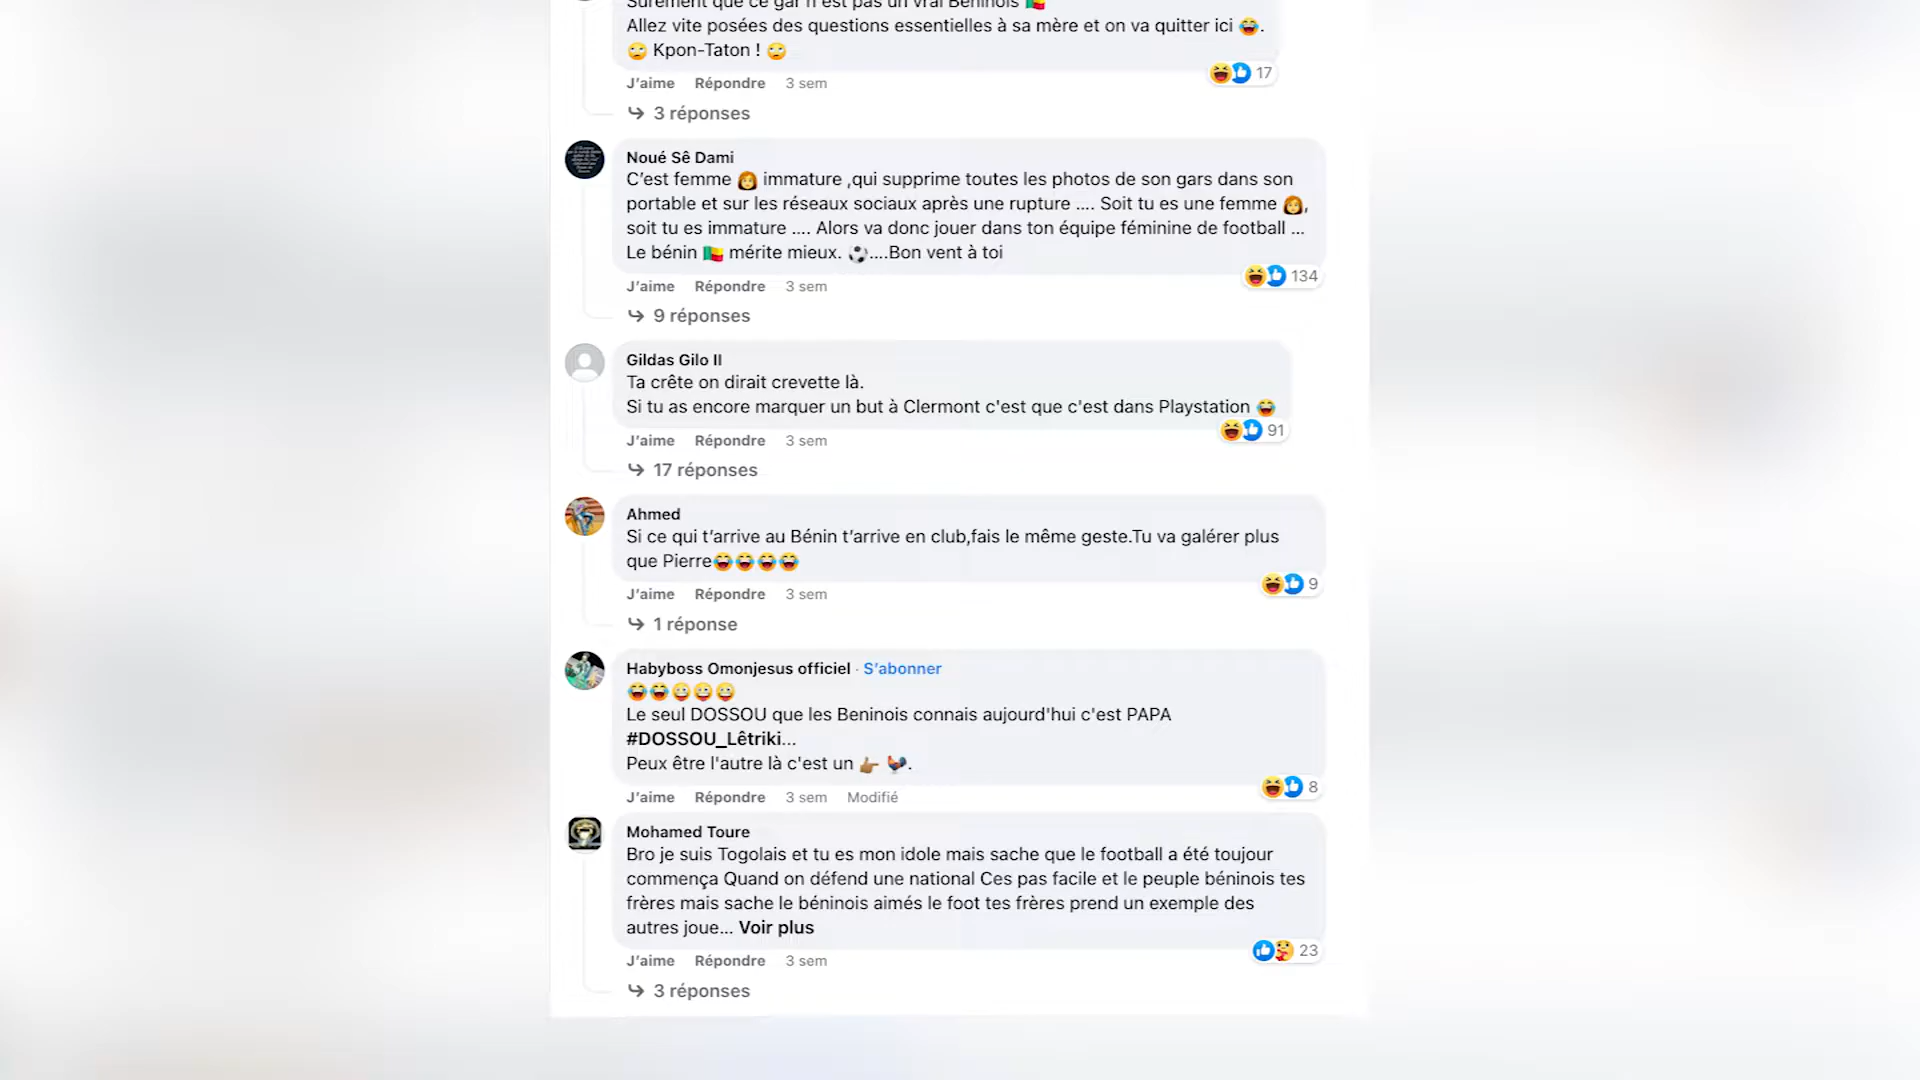 Sûrement que ce gar n'est pas un vrai Béninois 🇧🇯
Allez vite posées des questions essentielles à sa mère et on va quitter ici 😂.
🙄 Kpon-Taton ! 🙄
17
J'aime Répondre 3 sem
3 réponses
Noué Sê Dami
C'est femme 👩 immature ,qui supprime toutes les photos de son gars dans son
portable et sur les réseaux sociaux après une rupture .... Soit tu es une femme 👩,
soit tu es immature .... Alors va donc jouer dans ton équipe féminine de football ...
Le bénin 🇧🇯 mérite mieux. ⚽....Bon vent à toi
134
J'aime Répondre 3 sem
9 réponses
Gildas Gilo II
Ta crête on dirait crevette là.
Si tu as encore marquer un but à Clermont c'est que c'est dans Playstation 😂
91
J'aime Répondre 3 sem
17 réponses
Ahmed
Si ce qui t'arrive au Bénin t'arrive en club,fais le même geste.Tu va galérer plus
que Pierre😂😂😂😂
9
J'aime Répondre 3 sem
1 réponse
Habyboss Omonjesus officiel · S'abonner
😂😂😜😜😜
Le seul DOSSOU que les Beninois connais aujourd'hui c'est PAPA
#DOSSOU_Lêtriki...
Peux être l'autre là c'est un 👉🏾 🐓.
8
J'aime Répondre 3 sem Modifié
Mohamed Toure
Bro je suis Togolais et tu es mon idole mais sache que le football a été toujour
commença Quand on défend une national Ces pas facile et le peuple béninois tes
frères mais sache le béninois aimés le foot tes frères prend un exemple des
autres joue... Voir plus
23
J'aime Répondre 3 sem
3 réponses